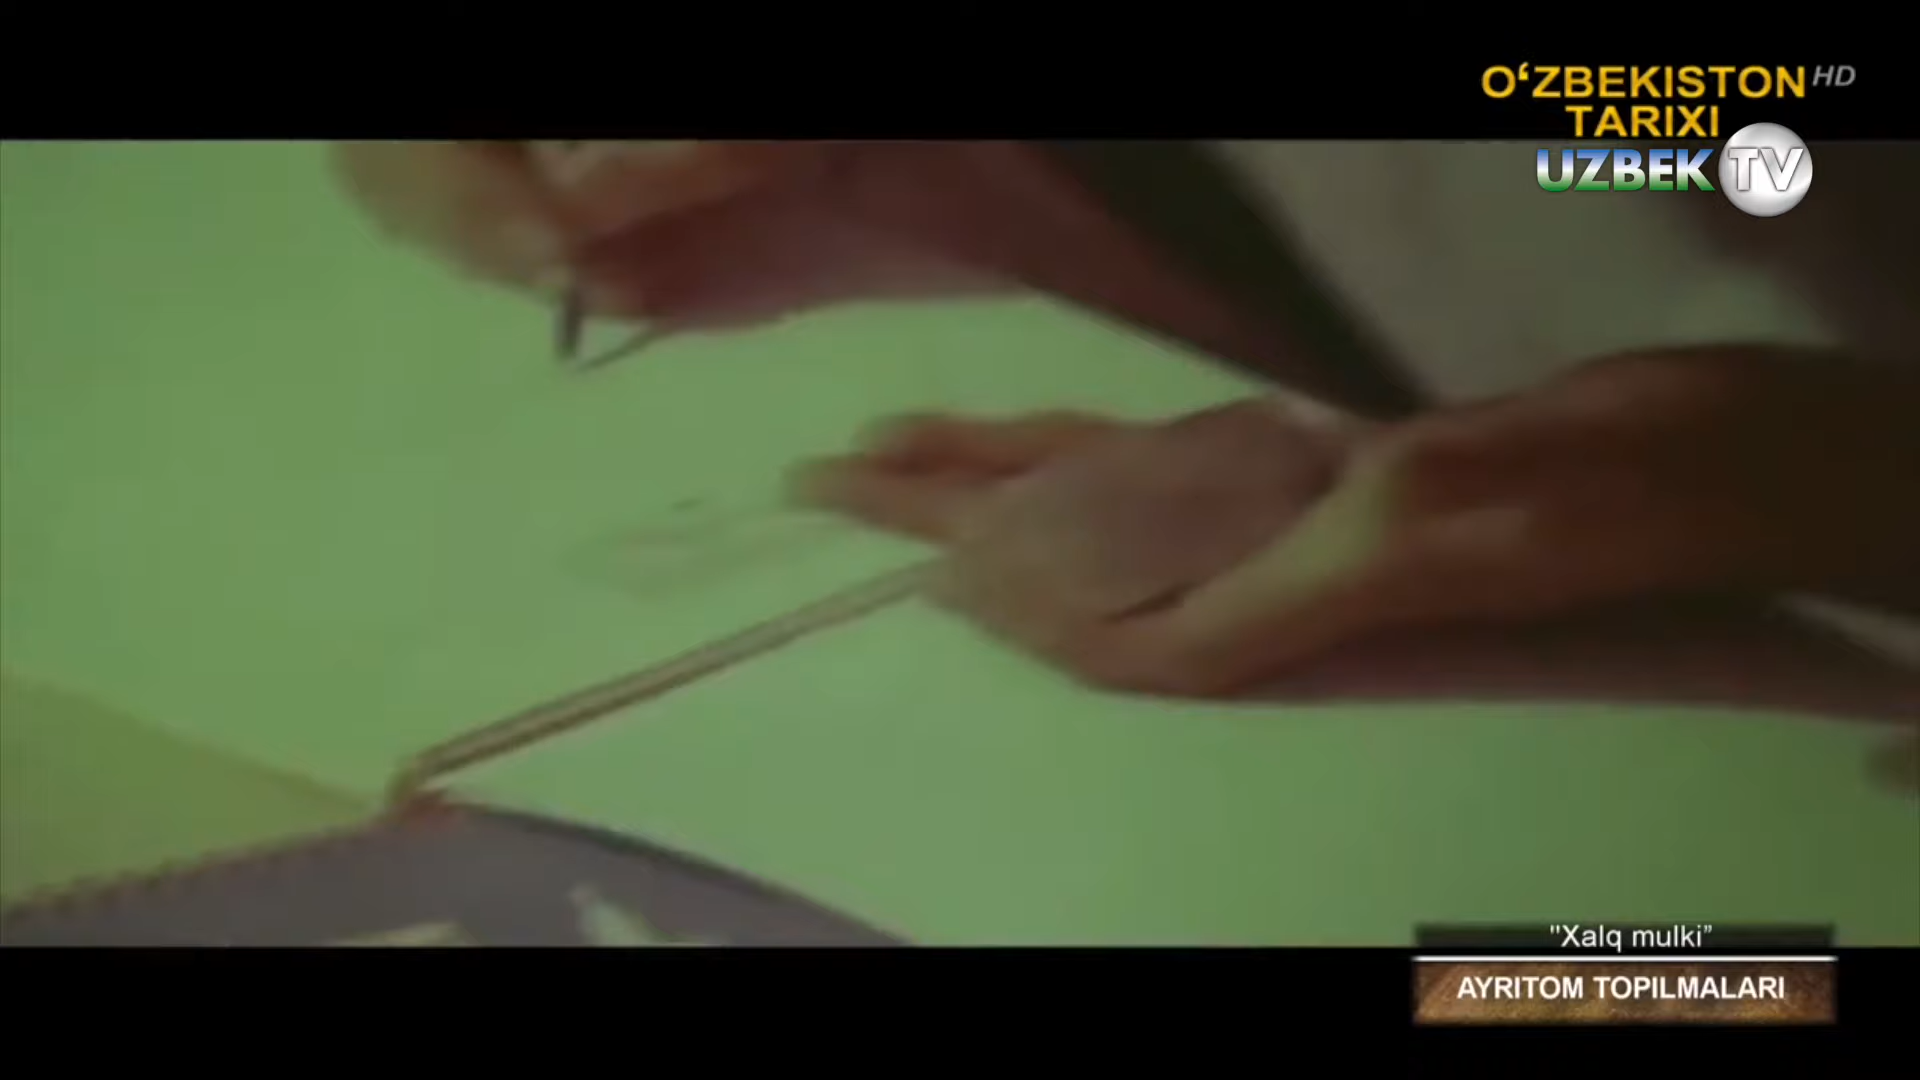 O‘ZBEKISTON HD
TARIXI
UZBEK TV
"Xalq mulki”
AYRITOM TOPILMALARI